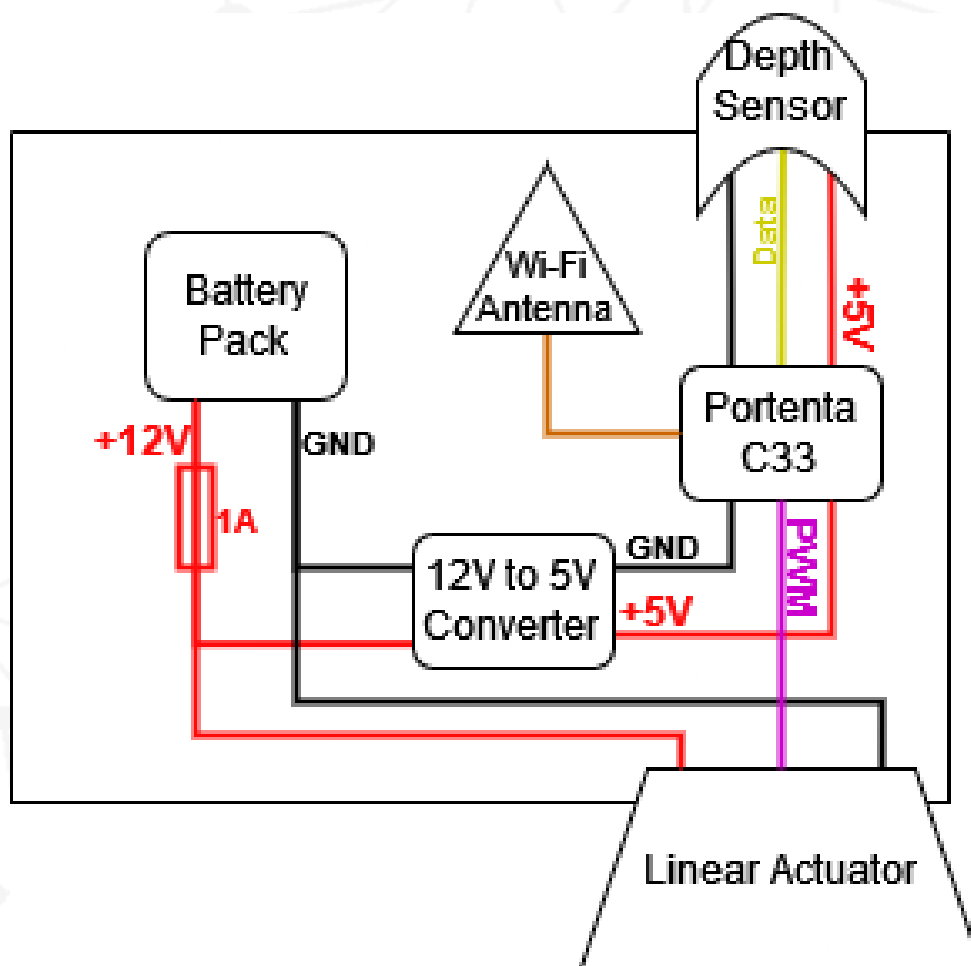 Depth
Sensor
Data
+5V
Wi-Fi
Antenna
Battery
Pack
+12V
GND
1A
Portenta
C33
12V to 5V
Converter
GND
+5V
PWM
Linear Actuator